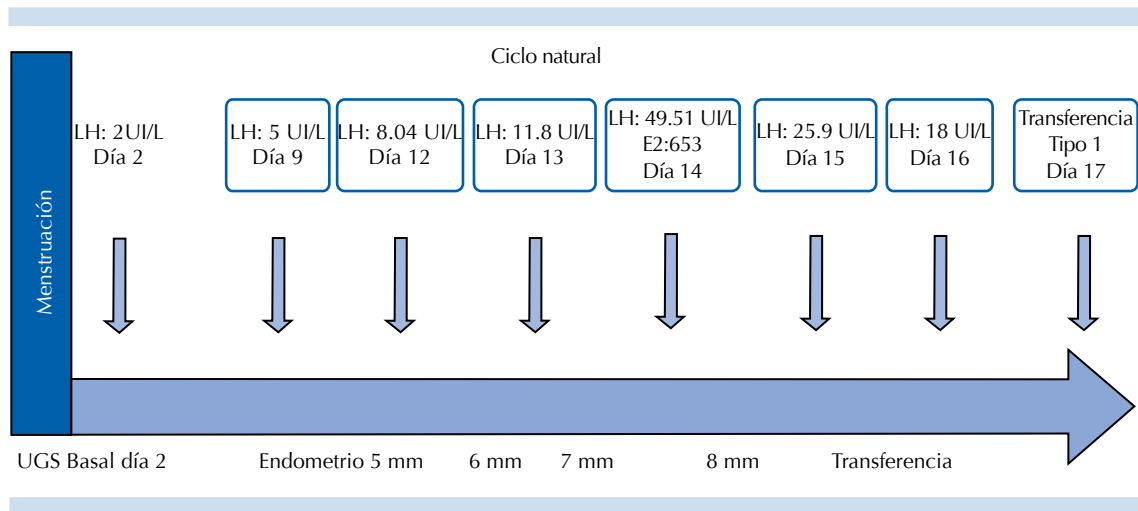 Ciclo natural
Menstruación
LH: 2UI/L
Día 2
LH: 5 UI/L
Día 9
LH: 8.04 UI/L
Día 12
LH: 11.8 UI/L
Día 13
LH: 49.51 UI/L
E2:653
Día 14
LH: 25.9 UI/L
Día 15
LH: 18 UI/L
Día 16
Transferencia
Tipo 1
Día 17
UGS Basal día 2
Endometrio 5 mm
6 mm
7 mm
8 mm
Transferencia